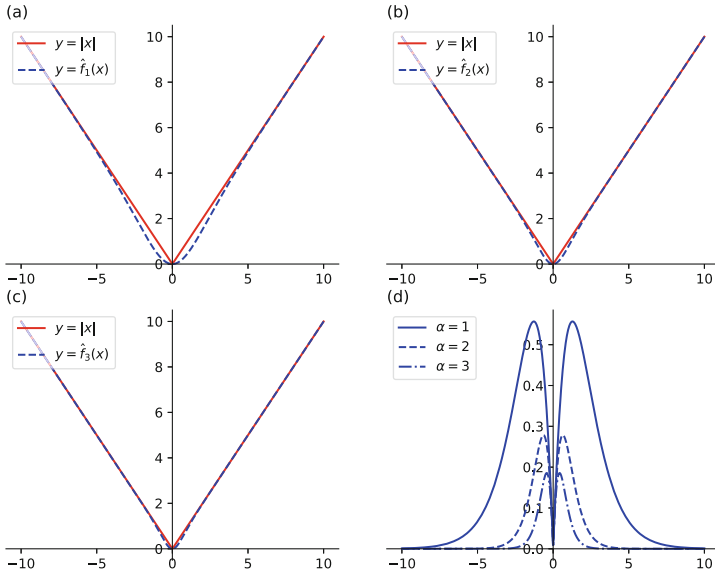 (a)
y = |x|
y = f̂₁(x)
10
8
6
4
2
0
−10 −5 0 5 10
(b)
y = |x|
y = f̂₂(x)
10
8
6
4
2
0
−10 −5 0 5 10
(c)
y = |x|
y = f̂₃(x)
10
8
6
4
2
0
−10 −5 0 5 10
(d)
α = 1
α = 2
α = 3
0.5
0.4
0.3
0.2
0.1
0.0
−10 −5 0 5 10